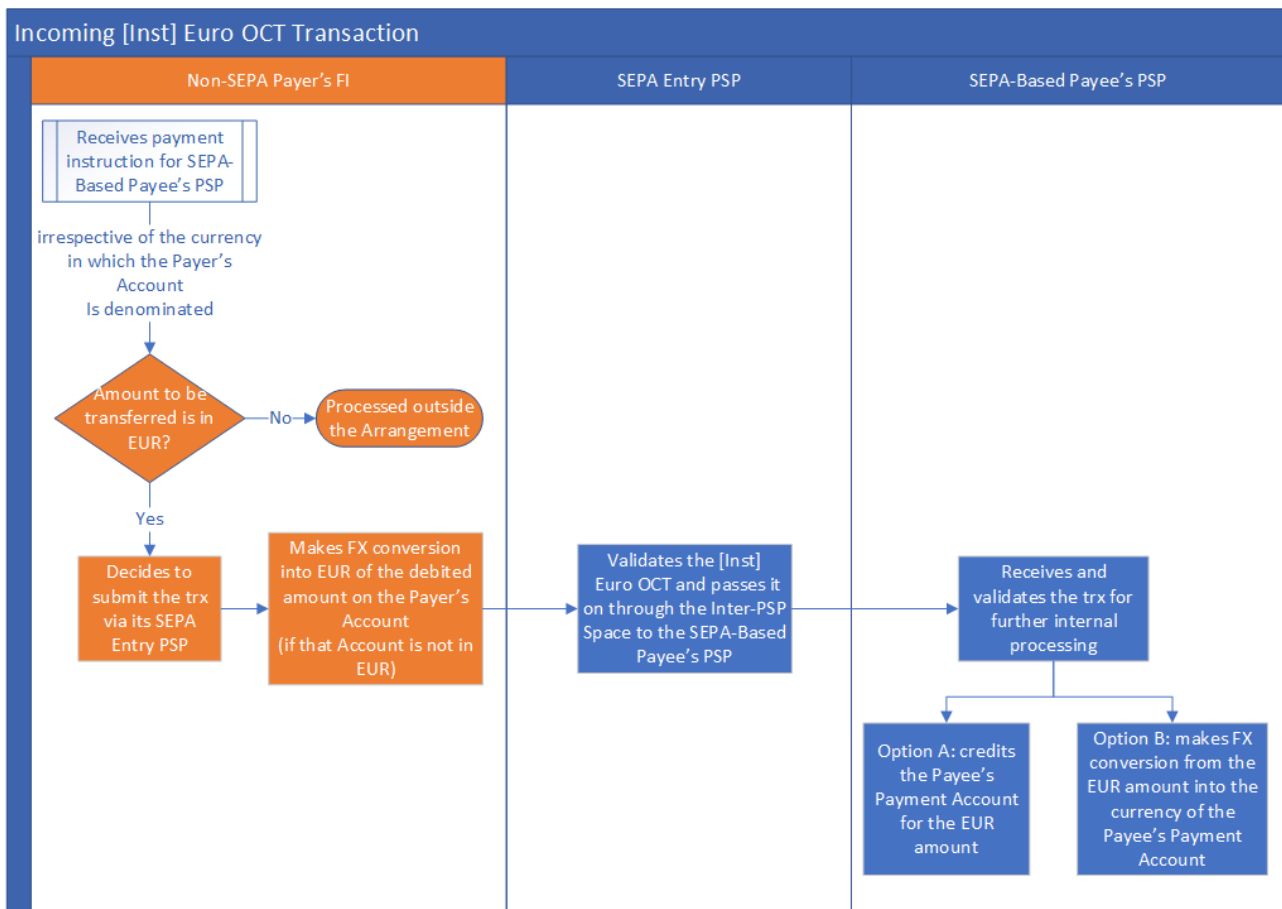 Incoming [Inst] Euro OCT Transaction
Non-SEPA Payer's FI
SEPA Entry PSP
SEPA-Based Payee's PSP
Receives payment
instruction for SEPA-
Based Payee's PSP
irrespective of the currency
in which the Payer's
Account
Is denominated
Amount to be
transferred is in
EUR?
No
Processed outside
the Arrangement
Yes
Decides to
submit the trx
via its SEPA
Entry PSP
Makes FX conversion
into EUR of the debited
amount on the Payer's
Account
(if that Account is not in
EUR)
Validates the [Inst]
Euro OCT and passes it
on through the Inter-PSP
Space to the SEPA-Based
Payee's PSP
Receives and
validates the trx for
further internal
processing
Option A: credits
the Payee's
Payment Account
for the EUR
amount
Option B: makes FX
conversion from the
EUR amount into the
currency of the
Payee's Payment
Account